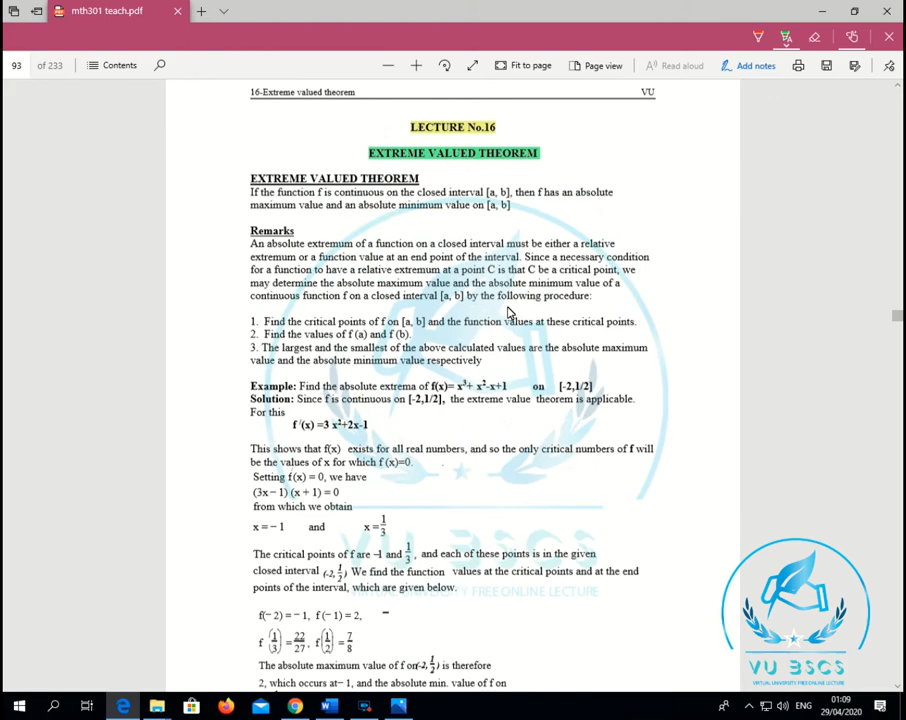 mth301 teach.pdf
93 of 233 Contents Fit to page Page view Read aloud Add notes
16-Extreme valued theorem VU
LECTURE No.16
EXTREME VALUED THEOREM
EXTREME VALUED THEOREM
If the function f is continuous on the closed interval [a, b], then f has an absolute
maximum value and an absolute minimum value on [a, b]
Remarks
An absolute extremum of a function on a closed interval must be either a relative
extremum or a function value at an end point of the interval. Since a necessary condition
for a function to have a relative extremum at a point C is that C be a critical point, we
may determine the absolute maximum value and the absolute minimum value of a
continuous function f on a closed interval [a, b] by the following procedure:
1. Find the critical points of f on [a, b] and the function values at these critical points.
2. Find the values of f (a) and f (b).
3. The largest and the smallest of the above calculated values are the absolute maximum
value and the absolute minimum value respectively
Example: Find the absolute extrema of f(x)= x³+ x²-x+1 on [-2,1/2]
Solution: Since f is continuous on [-2,1/2], the extreme value theorem is applicable.
For this
f ′(x) =3 x²+2x-1
This shows that f(x) exists for all real numbers, and so the only critical numbers of f will
be the values of x for which f (x)=0.
Setting f (x) = 0, we have
(3x − 1) (x + 1) = 0
from which we obtain
x = − 1 and x = 1/3
The critical points of f are −1 and 1/3, and each of these points is in the given
closed interval (-2, 1/2) We find the function values at the critical points and at the end
points of the interval, which are given below.
f(− 2) = − 1, f (− 1) = 2,
f (1/3) = 22/27, f (1/2) = 7/8
The absolute maximum value of f on (-2, 1/2) is therefore
2, which occurs at − 1, and the absolute min. value of f on
VIRTUAL UNIVERSITY FREE ONLINE LECTURE
VU BSCS
VIRTUAL UNIVERSITY FREE ONLINE LECTURE
01:09
29/04/2020